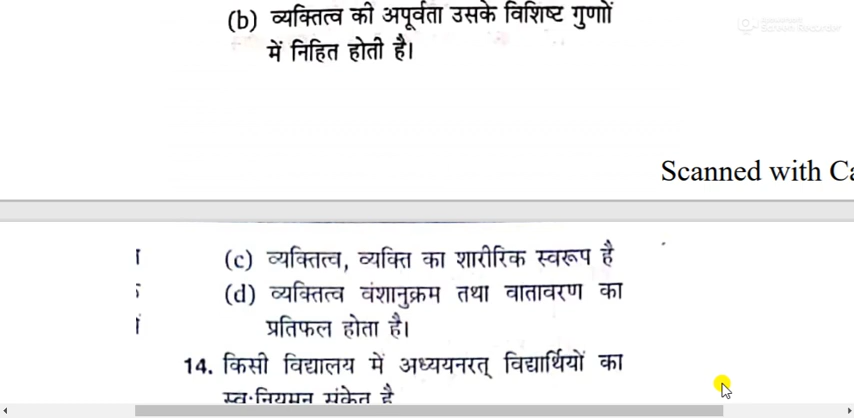 (b) व्यक्तित्व की अपूर्वता उसके विशिष्ट गुणाों
में निहित होती है।
Scanned with Ca
(c) व्यक्तित्व, व्यक्ति का शारीरिक स्वरूप है
(d) व्यक्तित्व वंशानुक्रम तथा वातावरण का
प्रतिफल होता है।
14. किसी विद्यालय में अध्ययनरत् विद्यार्थियों का
स्व-नियमन संकेत है